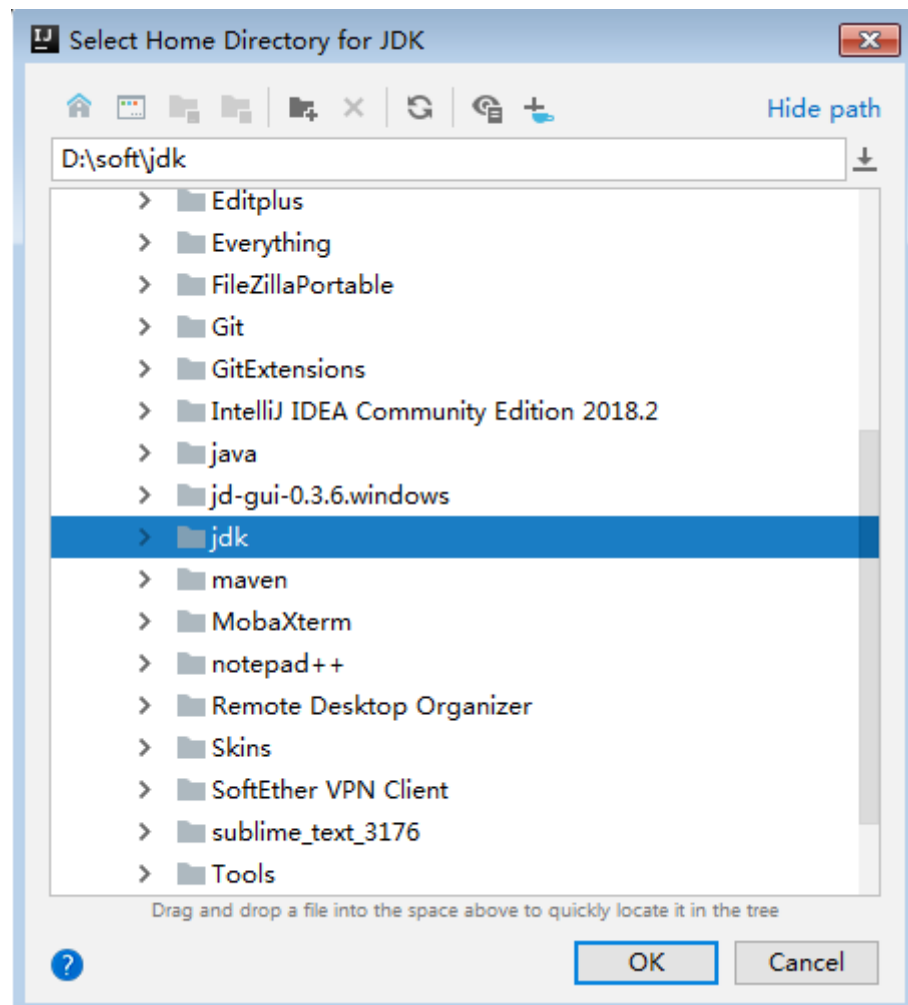 IJ Select Home Directory for JDK
Hide path
D:\soft\jdk
Editplus
Everything
FileZillaPortable
Git
GitExtensions
IntelliJ IDEA Community Edition 2018.2
java
jd-gui-0.3.6.windows
jdk
maven
MobaXterm
notepad++
Remote Desktop Organizer
Skins
SoftEther VPN Client
sublime_text_3176
Tools
Drag and drop a file into the space above to quickly locate it in the tree
? OK Cancel